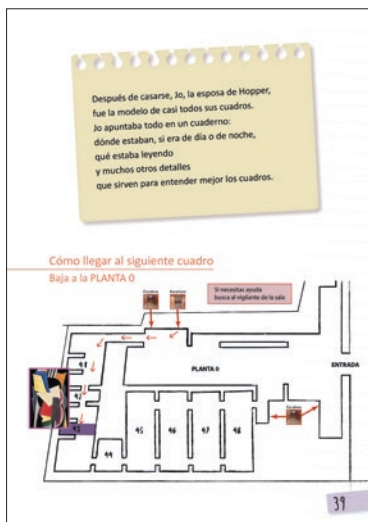 Después de casarse, Jo, la esposa de Hopper,
fue la modelo de casi todos sus cuadros.
Jo apuntaba todo en un cuaderno:
dónde estaban, si era de día o de noche,
qué estaba leyendo
y muchos otros detalles
que sirven para entender mejor los cuadros.
Cómo llegar al siguiente cuadro
Baja a la PLANTA 0
Escalera
Ascensor
Si necesitas ayuda
busca al vigilante de la sala
41
PLANTA 0
ENTRADA
42
43
Escalera
44
45
46
47
48
39